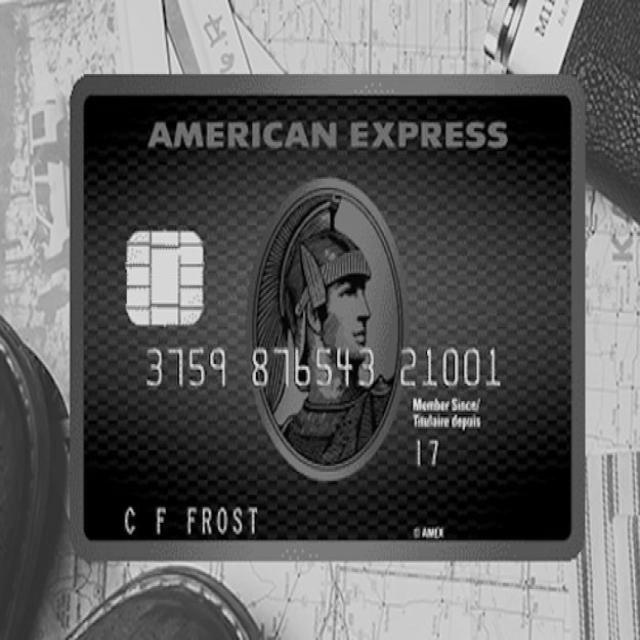 AMERICAN EXPRESS
3759 876543 21001
Member Since/
Titulaire depuis
17
C F FROST
© AMEX